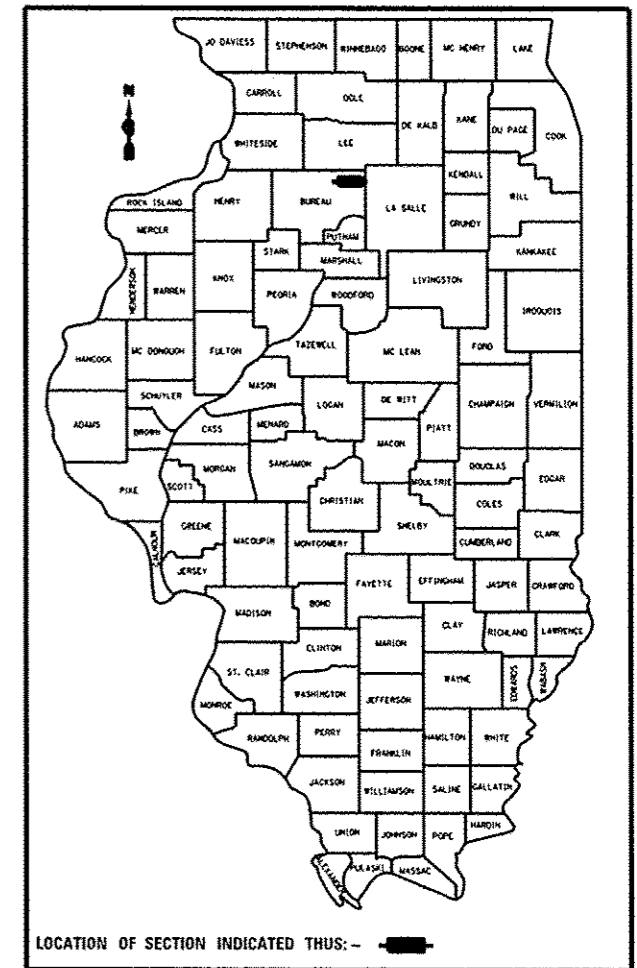 JO DAVIESS STEPHENSON WINNEBAGO BOONE MC HENRY LAKE
CARROLL OGLE DE KALB KANE DU PAGE COOK
N
WHITESIDE LEE
KENDALL WILL
ROCK ISLAND HENRY BUREAU LA SALLE GRUNDY
MERCER PUTNAM KANKAKEE
STARK MARSHALL
HENDERSON WARREN KNOX PEORIA WOODFORD LIVINGSTON IROQUOIS
HANCOCK MC DONOUGH FULTON TAZEWELL MC LEAN FORD
MASON
SCHUYLER LOGAN DE WITT CHAMPAIGN VERMILION
ADAMS BROWN CASS MENARD PIATT
MACON
MORGAN SANGAMON DOUGLAS EDGAR
PIKE SCOTT CHRISTIAN MOULTRIE COLES
GREENE MACOUPIN MONTGOMERY SHELBY CUMBERLAND CLARK
CALHOUN JERSEY FAYETTE EFFINGHAM JASPER CRAWFORD
MADISON BOND CLAY RICHLAND LAWRENCE
CLINTON MARION
ST. CLAIR WAYNE EDWARDS WABASH
WASHINGTON JEFFERSON
MONROE
RANDOLPH PERRY HAMILTON WHITE
FRANKLIN
JACKSON WILLIAMSON SALINE GALLATIN
UNION JOHNSON POPE HARDIN
ALEXANDER PULASKI MASSAC
LOCATION OF SECTION INDICATED THUS: –